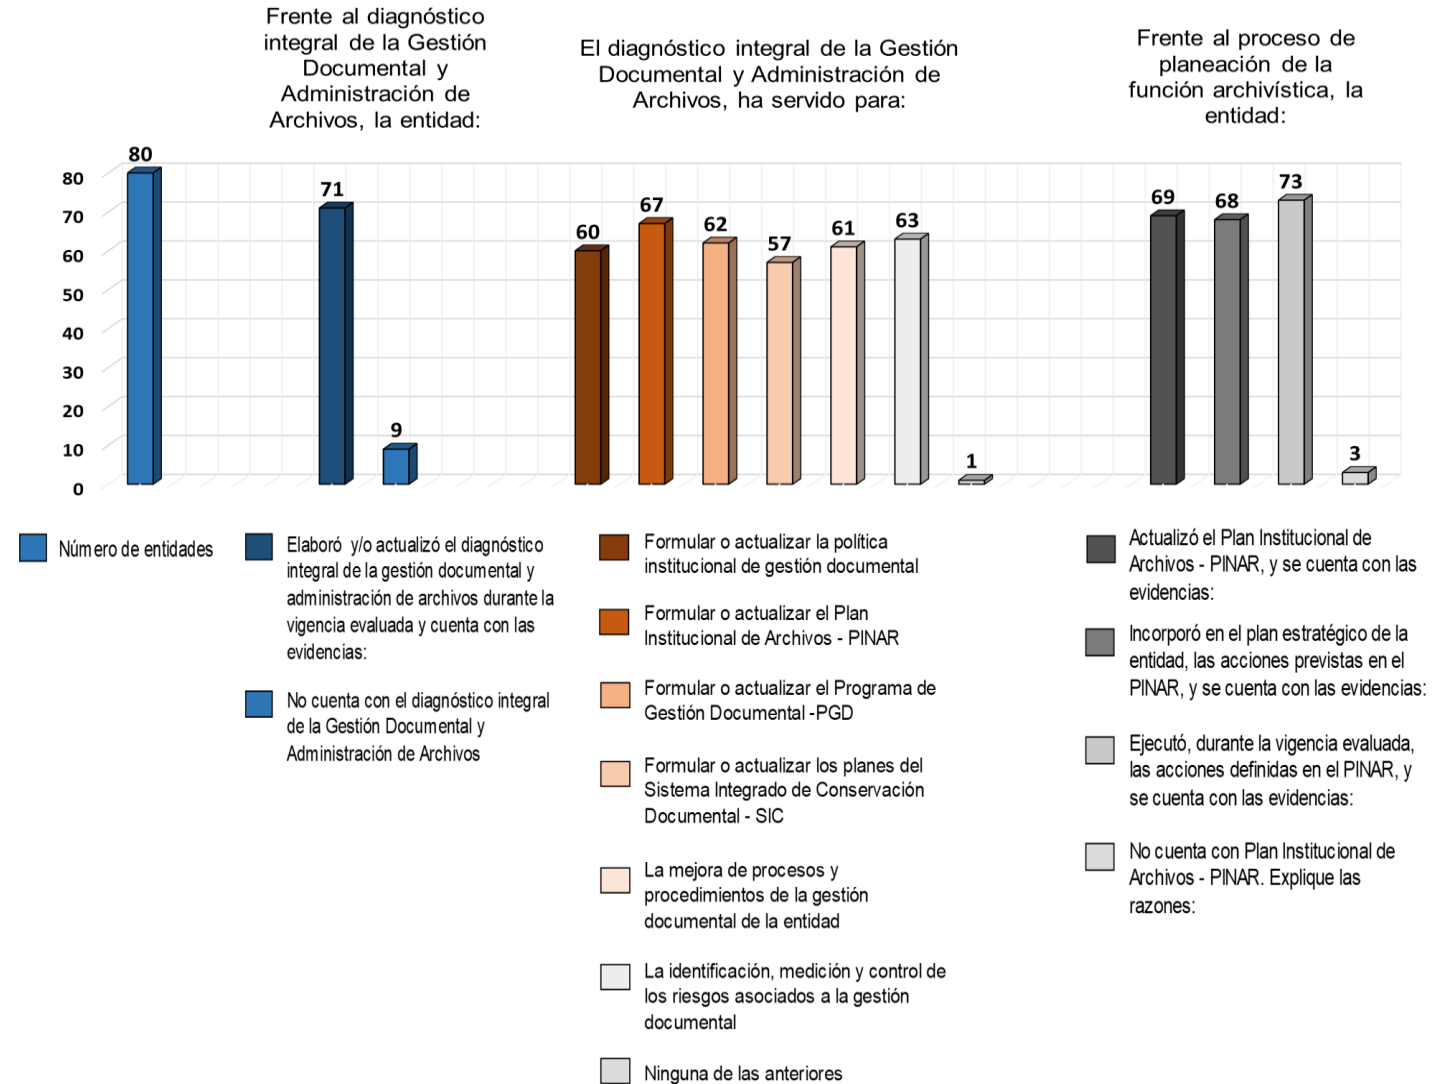 Frente al diagnóstico
integral de la Gestión
Documental y
Administración de
Archivos, la entidad:
El diagnóstico integral de la Gestión
Documental y Administración de
Archivos, ha servido para:
Frente al proceso de
planeación de la
función archivística, la
entidad:
80
70
60
50
40
30
20
10
0
80
71
9
60
67
62
57
61
63
1
69
68
73
3
Número de entidades
Elaboró y/o actualizó el diagnóstico
integral de la gestión documental y
administración de archivos durante la
vigencia evaluada y cuenta con las
evidencias:
No cuenta con el diagnóstico integral
de la Gestión Documental y
Administración de Archivos
Formular o actualizar la política
institucional de gestión documental
Formular o actualizar el Plan
Institucional de Archivos - PINAR
Formular o actualizar el Programa de
Gestión Documental -PGD
Formular o actualizar los planes del
Sistema Integrado de Conservación
Documental - SIC
La mejora de procesos y
procedimientos de la gestión
documental de la entidad
La identificación, medición y control de
los riesgos asociados a la gestión
documental
Ninguna de las anteriores
Actualizó el Plan Institucional de
Archivos - PINAR, y se cuenta con las
evidencias:
Incorporó en el plan estratégico de la
entidad, las acciones previstas en el
PINAR, y se cuenta con las evidencias:
Ejecutó, durante la vigencia evaluada,
las acciones definidas en el PINAR, y
se cuenta con las evidencias:
No cuenta con Plan Institucional de
Archivos - PINAR. Explique las
razones: